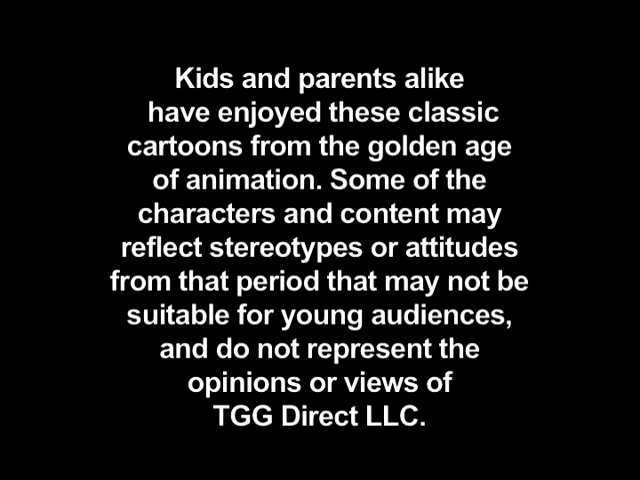 Kids and parents alike
have enjoyed these classic
cartoons from the golden age
of animation. Some of the
characters and content may
reflect stereotypes or attitudes
from that period that may not be
suitable for young audiences,
and do not represent the
opinions or views of
TGG Direct LLC.